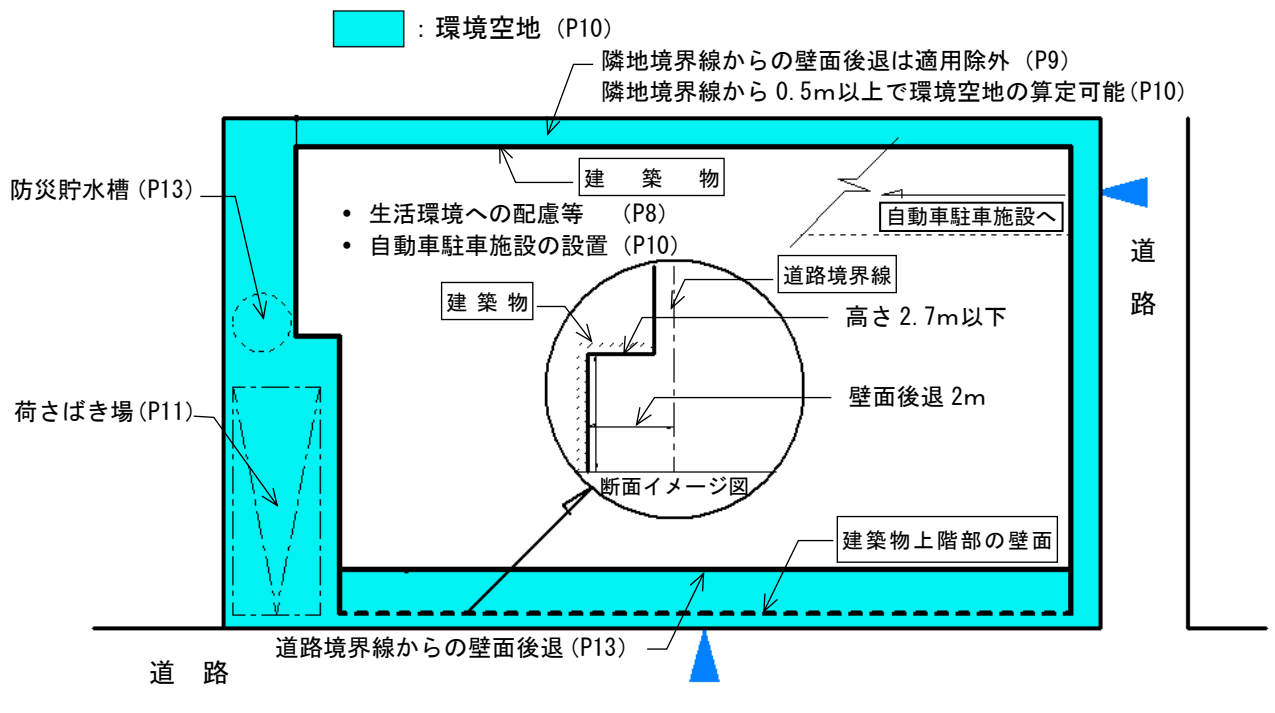 ：環境空地（P10）
隣地境界線からの壁面後退は適用除外（P9）
隣地境界線から0.5ｍ以上で環境空地の算定可能(P10)
建　築　物
防災貯水槽(P13)
• 生活環境への配慮等　（P8）
• 自動車駐車施設の設置（P10）
自動車駐車施設へ
道路
道路境界線
建築物
高さ2.7ｍ以下
壁面後退2ｍ
荷さばき場(P11)
断面イメージ図
建築物上階部の壁面
道路境界線からの壁面後退(P13)
道　路